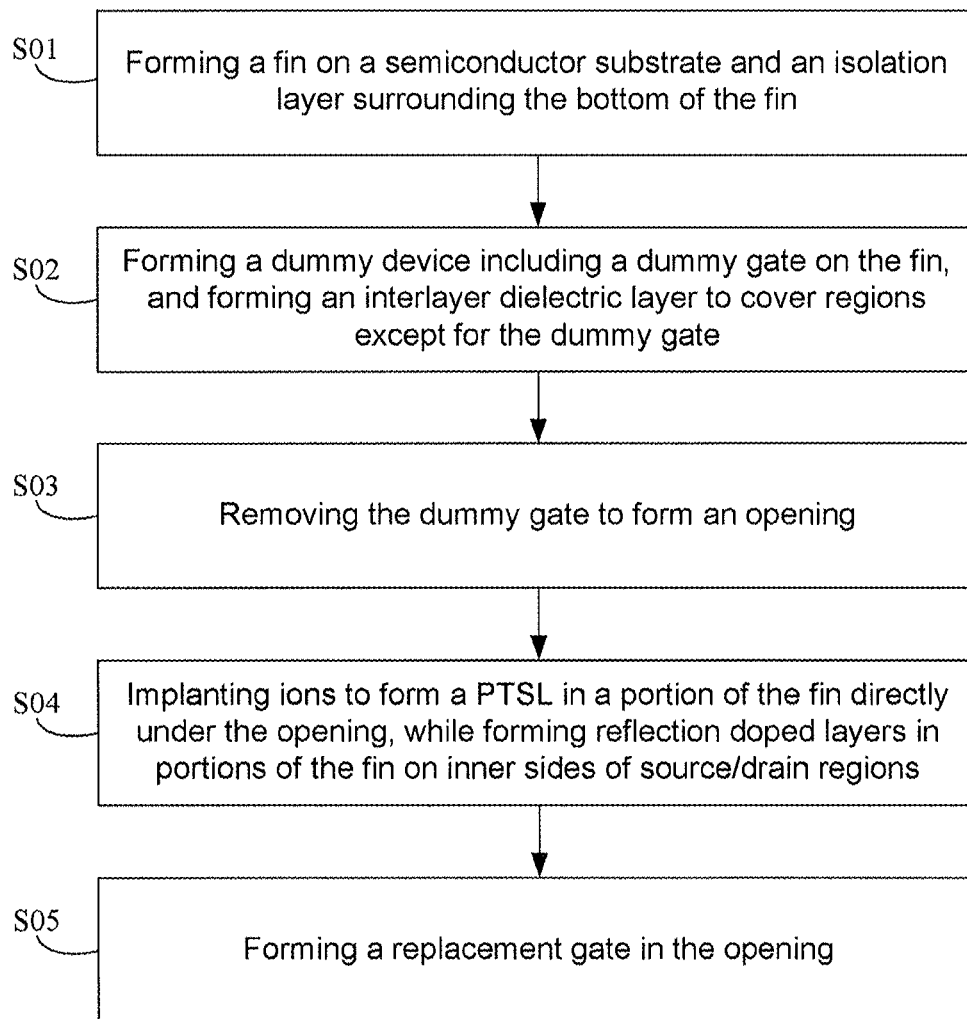 S01
Forming a fin on a semiconductor substrate and an isolation
layer surrounding the bottom of the fin
S02
Forming a dummy device including a dummy gate on the fin,
and forming an interlayer dielectric layer to cover regions
except for the dummy gate
S03
Removing the dummy gate to form an opening
S04
Implanting ions to form a PTSL in a portion of the fin directly
under the opening, while forming reflection doped layers in
portions of the fin on inner sides of source/drain regions
S05
Forming a replacement gate in the opening